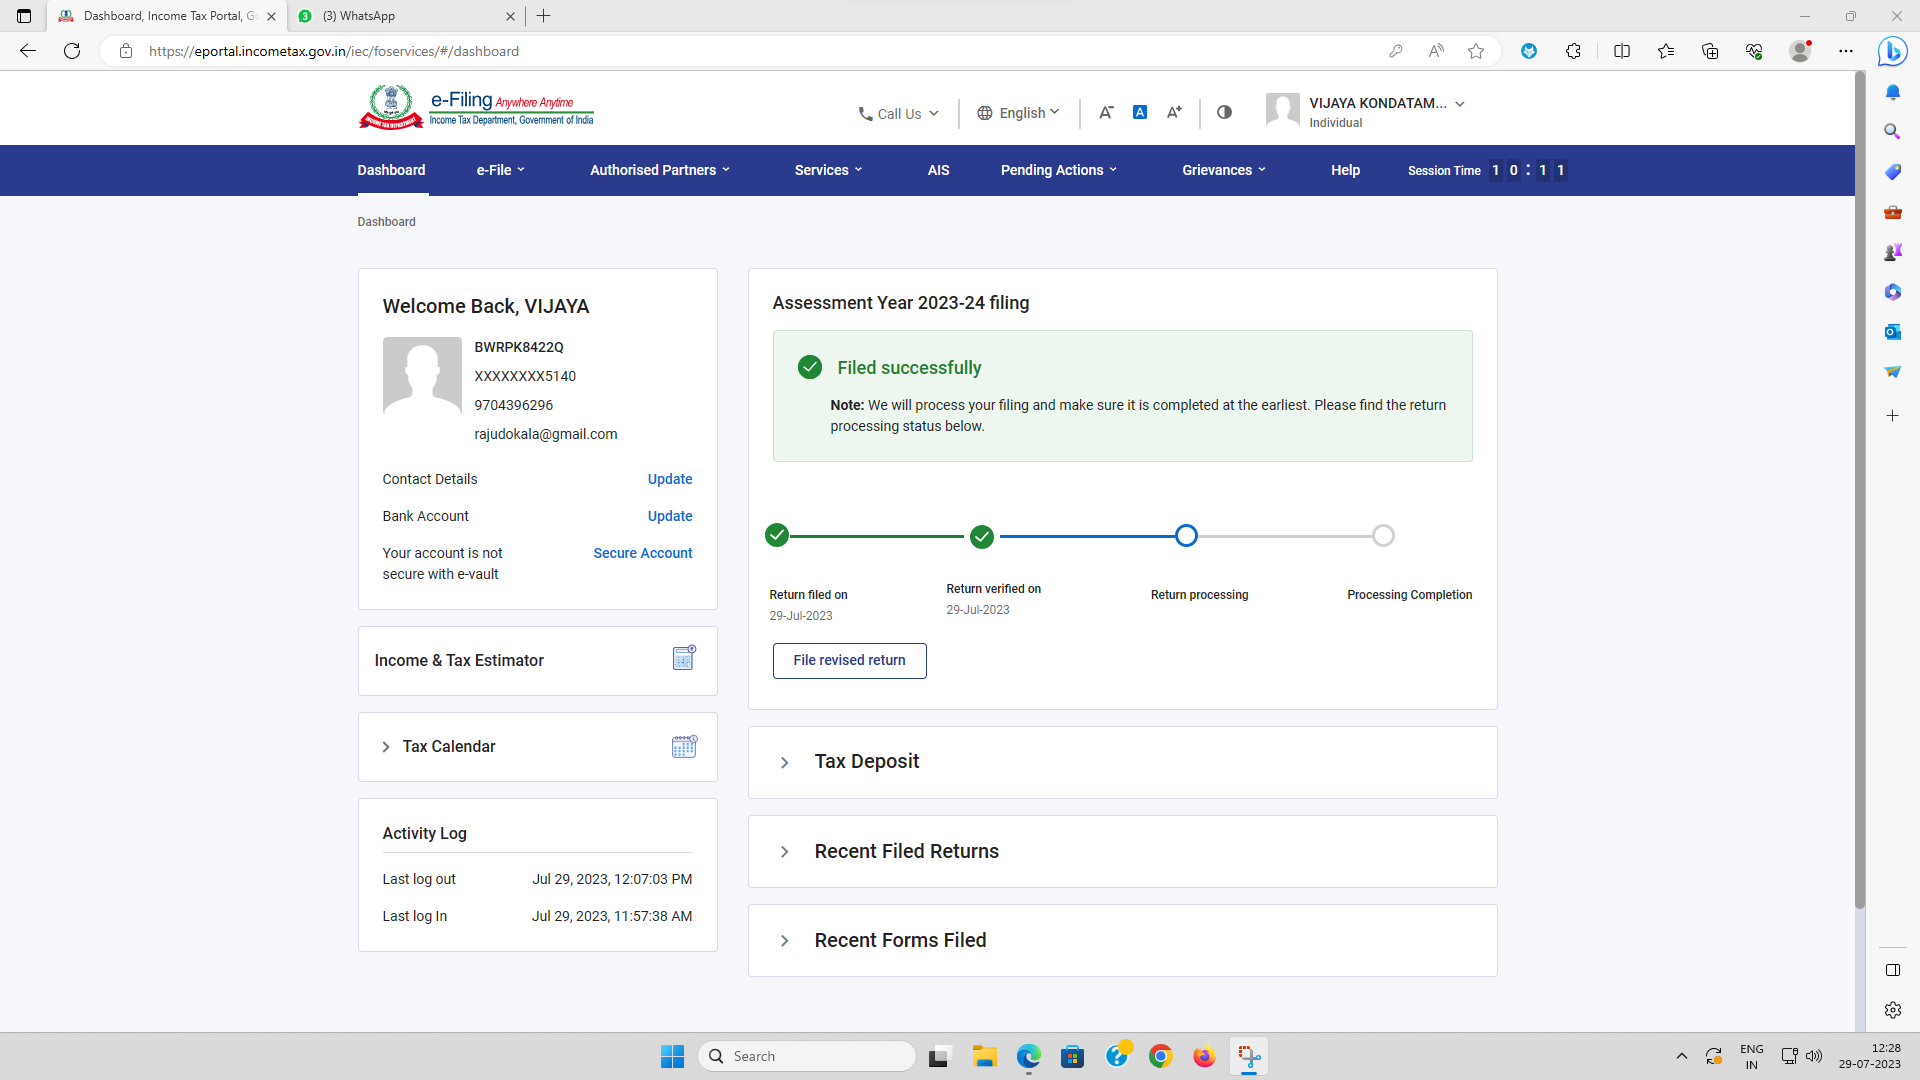 Dashboard, Income Tax Portal, G
(3) WhatsApp
https://eportal.incometax.gov.in/iec/foservices/#/dashboard
e-Filing Anywhere Anytime
Income Tax Department, Government of India
INCOME TAX DEPARTMENT
Call Us
English
A-
A
A+
VIJAYA KONDATAM...
Individual
Dashboard
e-File
Authorised Partners
Services
AIS
Pending Actions
Grievances
Help
Session Time 1 0 : 1 1
Dashboard
Welcome Back, VIJAYA
BWRPK8422Q
XXXXXXXX5140
9704396296
rajudokala@gmail.com
Contact Details Update
Bank Account Update
Your account is not Secure Account
secure with e-vault
Income & Tax Estimator
Tax Calendar
Activity Log
Last log out Jul 29, 2023, 12:07:03 PM
Last log In Jul 29, 2023, 11:57:38 AM
Assessment Year 2023-24 filing
Filed successfully
Note: We will process your filing and make sure it is completed at the earliest. Please find the return
processing status below.
Return filed on
29-Jul-2023
Return verified on
29-Jul-2023
Return processing
Processing Completion
File revised return
Tax Deposit
Recent Filed Returns
Recent Forms Filed
Search
ENG
IN
12:28
29-07-2023